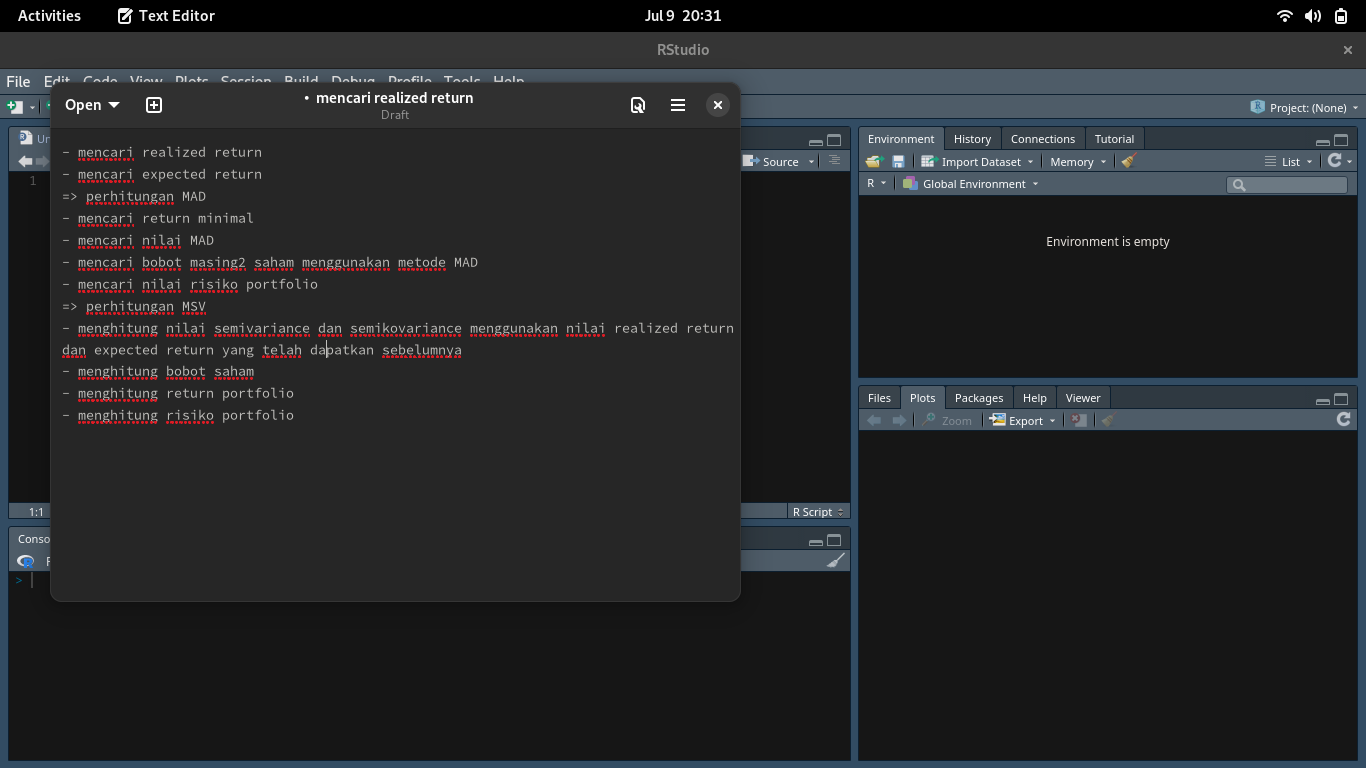 Activities Text Editor Jul 9 20:31
RStudio
File Edit Code View Plots Session Build Debug Profile Tools Help
Open • mencari realized return
Draft
Project: (None)
- mencari realized return
- mencari expected return
=> perhitungan MAD
- mencari return minimal
- mencari nilai MAD
- mencari bobot masing2 saham menggunakan metode MAD
- mencari nilai risiko portfolio
=> perhitungan MSV
- menghitung nilai semivariance dan semikovariance menggunakan nilai realized return
dan expected return yang telah dapatkan sebelumnya
- menghitung bobot saham
- menghitung return portfolio
- menghitung risiko portfolio
Un
Source
1
1:1 R Script
Conso
>
Environment History Connections Tutorial
Import Dataset Memory List
R Global Environment
Environment is empty
Files Plots Packages Help Viewer
Zoom Export